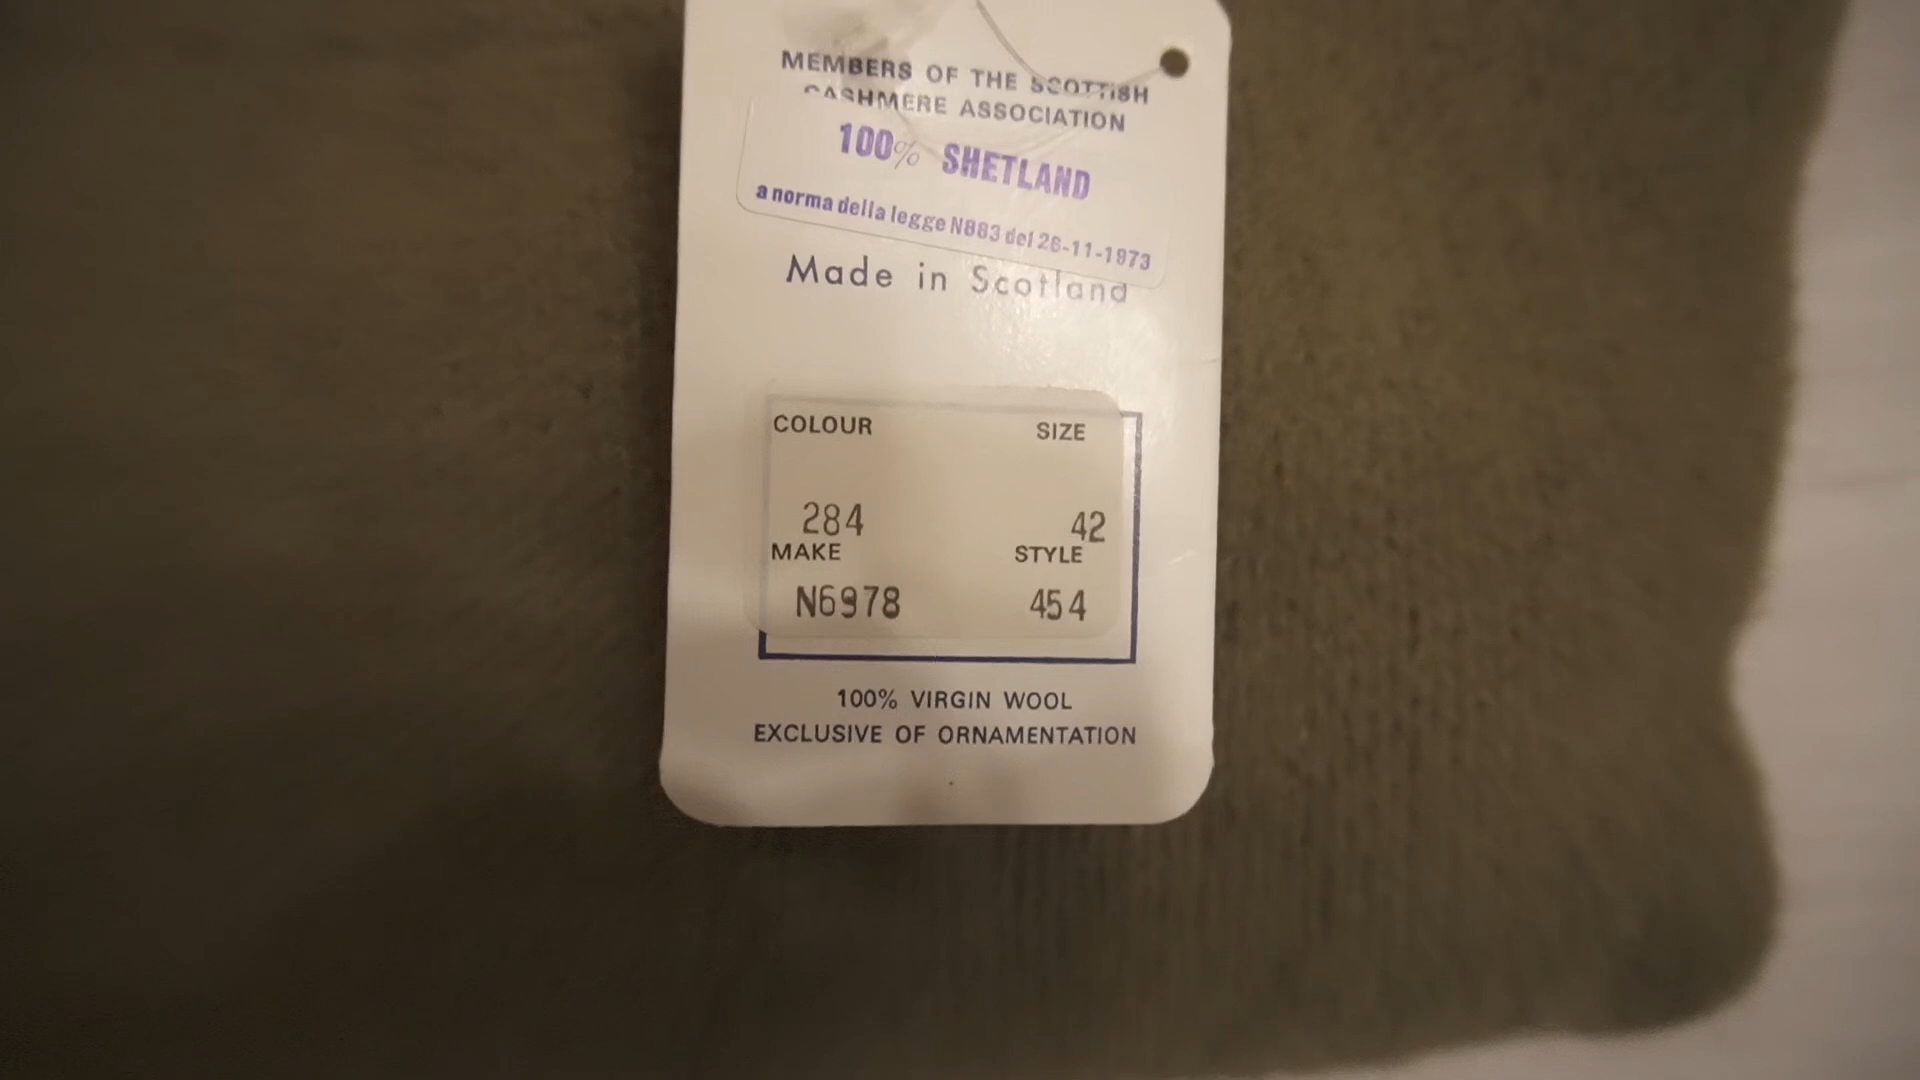 MEMBERS OF THE SCOTTISH
CASHMERE ASSOCIATION
100% SHETLAND
a norma della legge N883 del 26-11-1973
Made in Scotland
COLOUR SIZE
284 42
MAKE STYLE
N6978 454
100% VIRGIN WOOL
EXCLUSIVE OF ORNAMENTATION